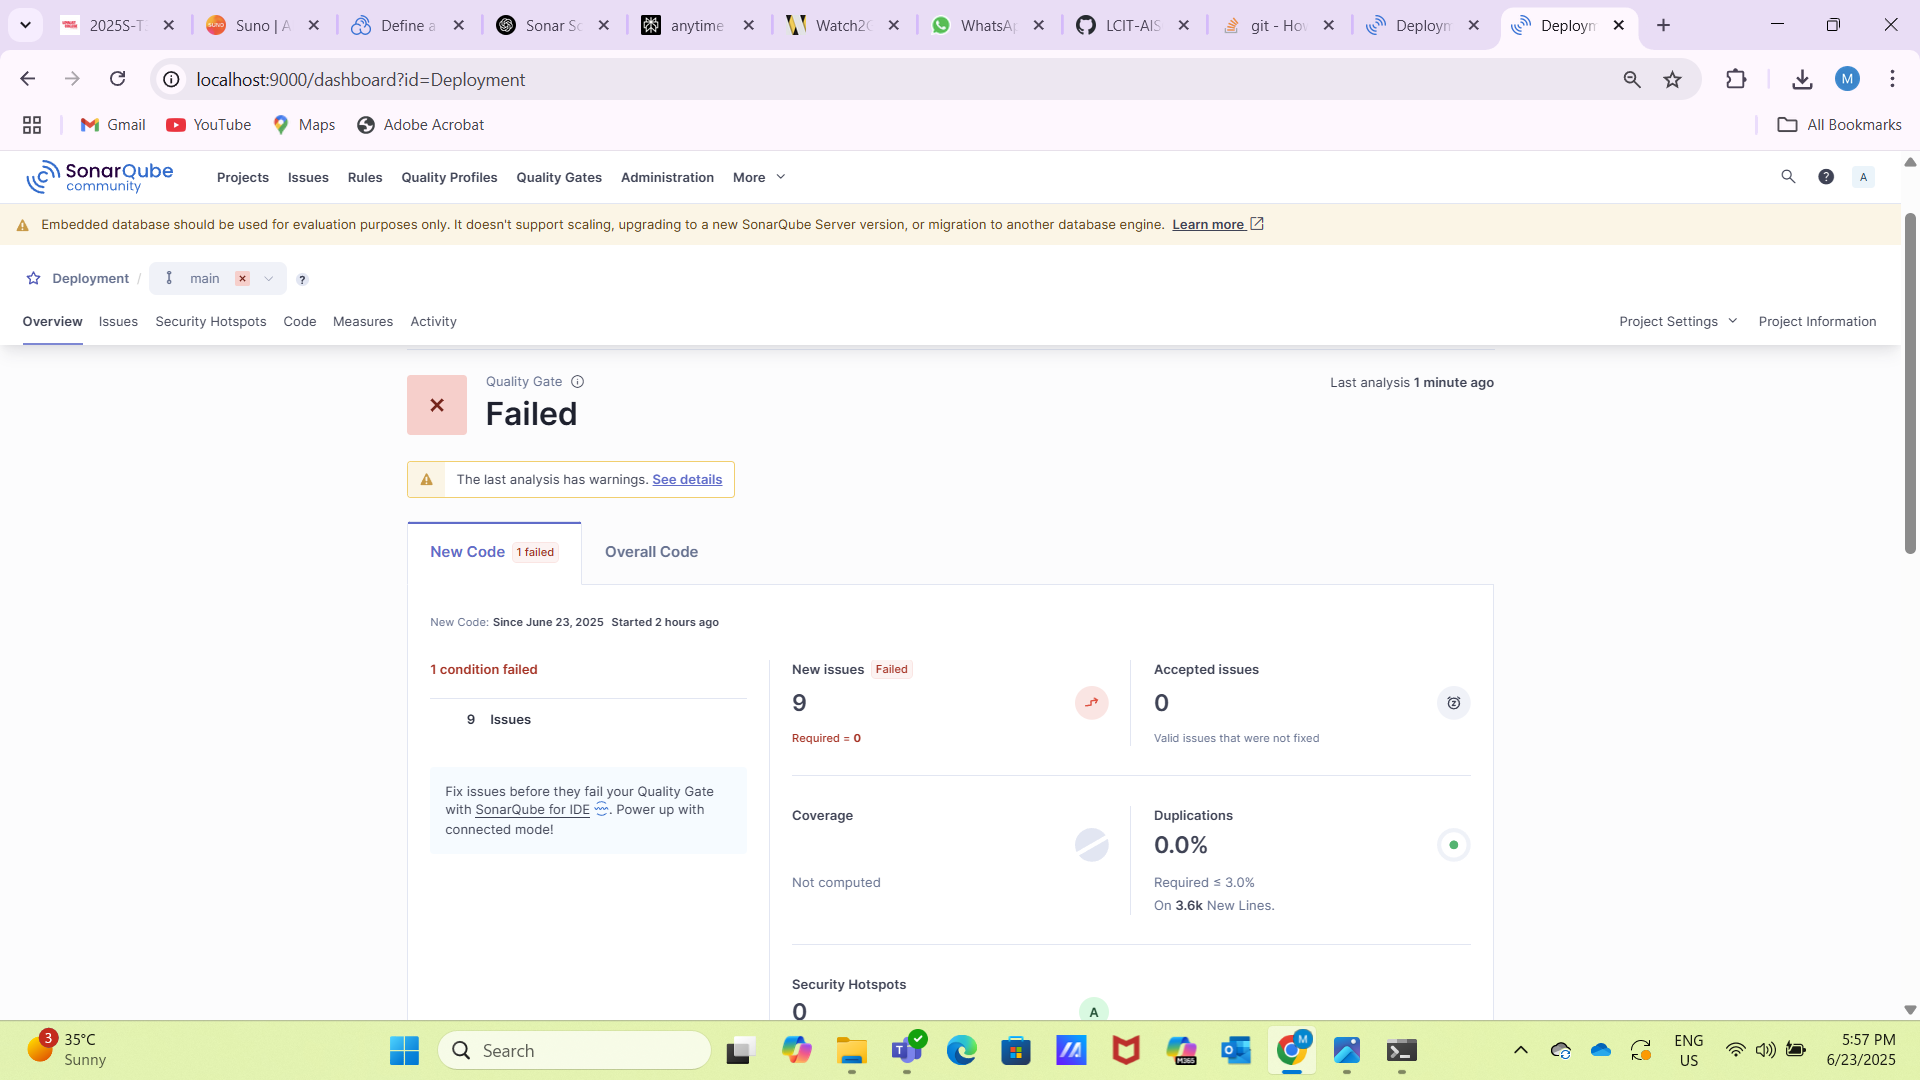 2025S-T
Suno | A
Define a
Sonar Sc
anytime
Watch2G
WhatsAp
LCIT-AIS
git - How
Deploym
Deploym
localhost:9000/dashboard?id=Deployment
M
Gmail
YouTube
Maps
Adobe Acrobat
All Bookmarks
SonarQube
community
Projects
Issues
Rules
Quality Profiles
Quality Gates
Administration
More
A
Embedded database should be used for evaluation purposes only. It doesn't support scaling, upgrading to a new SonarQube Server version, or migration to another database engine. Learn more
Deployment / main
Overview
Issues
Security Hotspots
Code
Measures
Activity
Project Settings
Project Information
Quality Gate
Failed
Last analysis 1 minute ago
The last analysis has warnings. See details
New Code 1 failed
Overall Code
New Code: Since June 23, 2025 Started 2 hours ago
1 condition failed
9 Issues
Fix issues before they fail your Quality Gate
with SonarQube for IDE . Power up with
connected mode!
New issues Failed
9
Required = 0
Accepted issues
0
Valid issues that were not fixed
Coverage
Not computed
Duplications
0.0%
Required ≤ 3.0%
On 3.6k New Lines.
Security Hotspots
0
A
3
35°C
Sunny
Search
M365
M
ENG
US
5:57 PM
6/23/2025